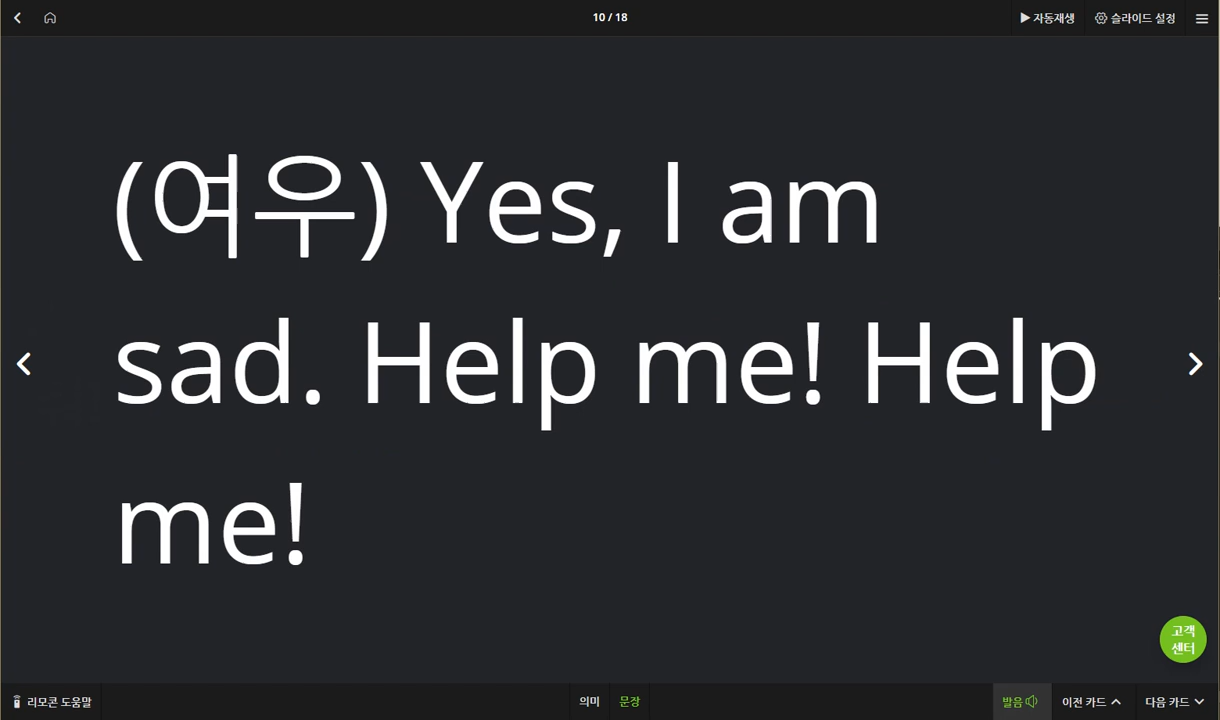 10 / 18
자동재생
슬라이드 설정
(여우) Yes, I am
sad. Help me! Help
me!
고객
센터
리모콘 도움말
의미
문장
발음
이전 카드
다음 카드